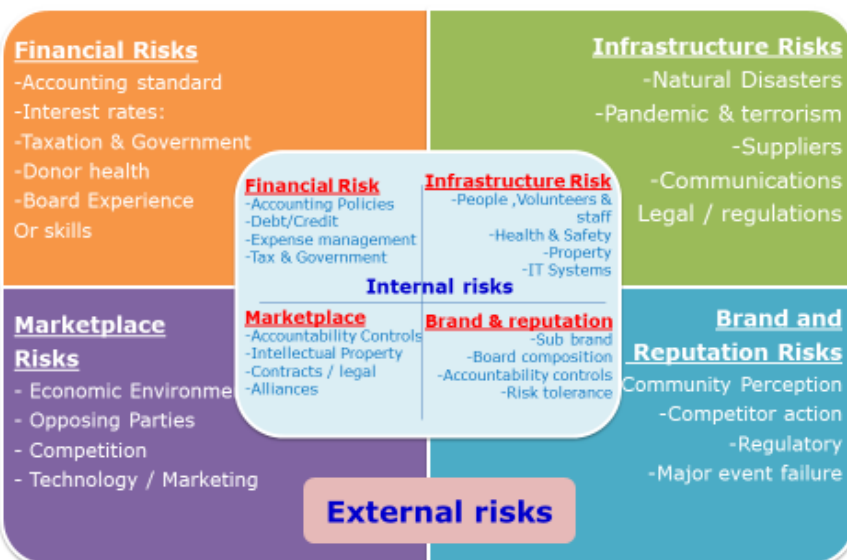 Financial Risks
-Accounting standard
-Interest rates:
-Taxation & Government
-Donor health
-Board Experience
Or skills
Infrastructure Risks
-Natural Disasters
-Pandemic & terrorism
-Suppliers
-Communications
Legal / regulations
Financial Risk
-Accounting Policies
-Debt/Credit
-Expense management
-Tax & Government
Infrastructure Risk
-People ,Volunteers &
staff
-Health & Safety
-Property
-IT Systems
Internal risks
Marketplace
-Accountability Controls
-Intellectual Property
-Contracts / legal
-Alliances
Brand & reputation
-Sub brand
-Board composition
-Accountability controls
-Risk tolerance
Marketplace
Risks
- Economic
- Opposing Parties
- Competition
- Technology / Marketing
Brand and
Reputation Risks
Community Perception
-Competitor action
-Regulatory
-Major event failure
External risks